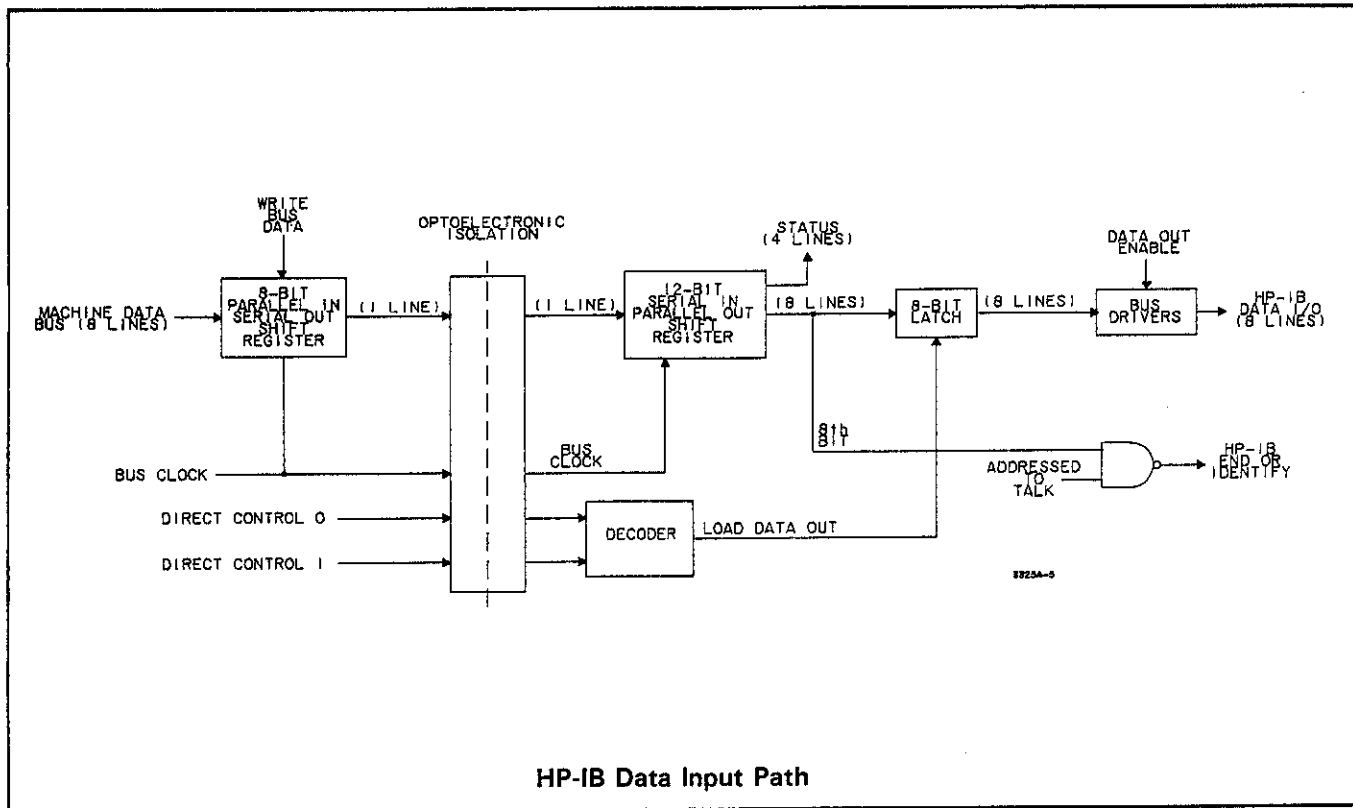 WRITE
BUS
DATA
OPTOELECTRONIC
ISOLATION
STATUS
(4 LINES)
DATA OUT
ENABLE
MACHINE DATA
BUS (8 LINES)
8-BIT
PARALLEL IN
SERIAL OUT
SHIFT
REGISTER
(1 LINE)
(1 LINE)
12-BIT
SERIAL IN
PARALLEL OUT
SHIFT
REGISTER
(8 LINES)
8-BIT
LATCH
(8 LINES)
BUS
DRIVERS
HP-IB
DATA I/O
(8 LINES)
BUS CLOCK
BUS
CLOCK
8th
BIT
ADDRESSED
TO
TALK
HP-IB
END OR
IDENTIFY
DIRECT CONTROL 0
DIRECT CONTROL 1
DECODER
LOAD DATA OUT
3325A-5
HP-IB Data Input Path